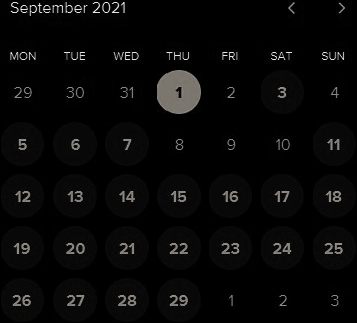 September 2021
MON TUE WED THU FRI SAT SUN
29 30 31 1 2 3 4
5 6 7 8 9 10 11
12 13 14 15 16 17 18
19 20 21 22 23 24 25
26 27 28 29 1 2 3